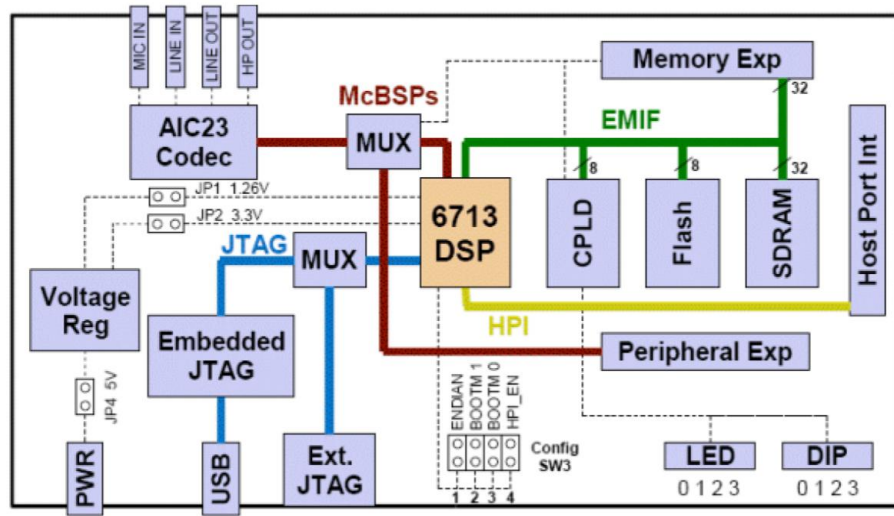 MIC IN
LINE IN
LINE OUT
HP OUT
AIC23
Codec
McBSPs
MUX
Memory Exp
32
EMIF
8
8
32
JP1 1.26V
JP2 3.3V
6713
DSP
CPLD
Flash
SDRAM
Host Port Int
JTAG
MUX
Voltage
Reg
Embedded
JTAG
HPI
Peripheral Exp
JP4 5V
ENDIAN
BOOTM 1
BOOTM 0
HPI_EN
Config
SW3
1 2 3 4
PWR
USB
Ext.
JTAG
LED
0 1 2 3
DIP
0 1 2 3